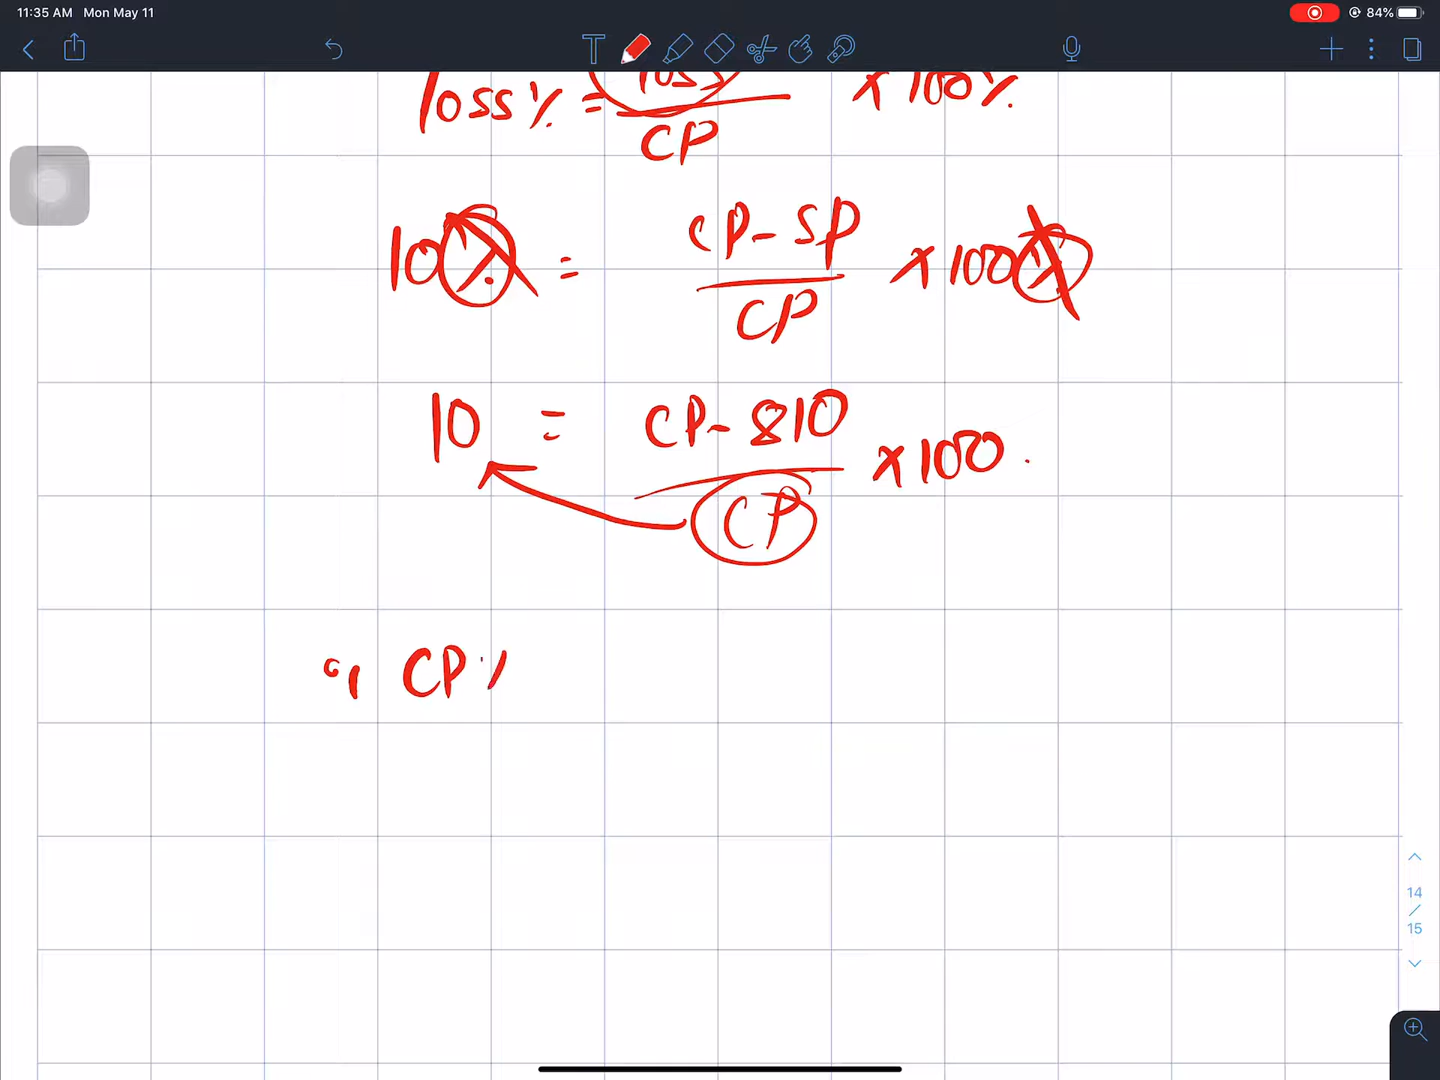 11:35 AM Mon May 11
84%
T
loss% = loss/CP × 100%
10% = CP - SP/CP × 100%
10 = CP - 810/CP × 100.
CP
14
/
15